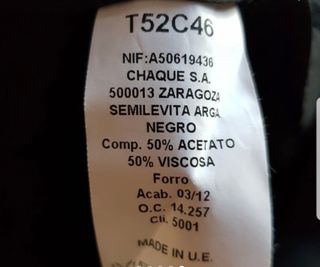 T52C46
NIF:A50619436
CHAQUE S.A.
500013 ZARAGOZA
SEMILEVITA ARGA
NEGRO
Comp. 50% ACETATO
50% VISCOSA
Forro
Acab. 03/12
O.C. 14.257
Cli. 5001
MADE IN U.E.